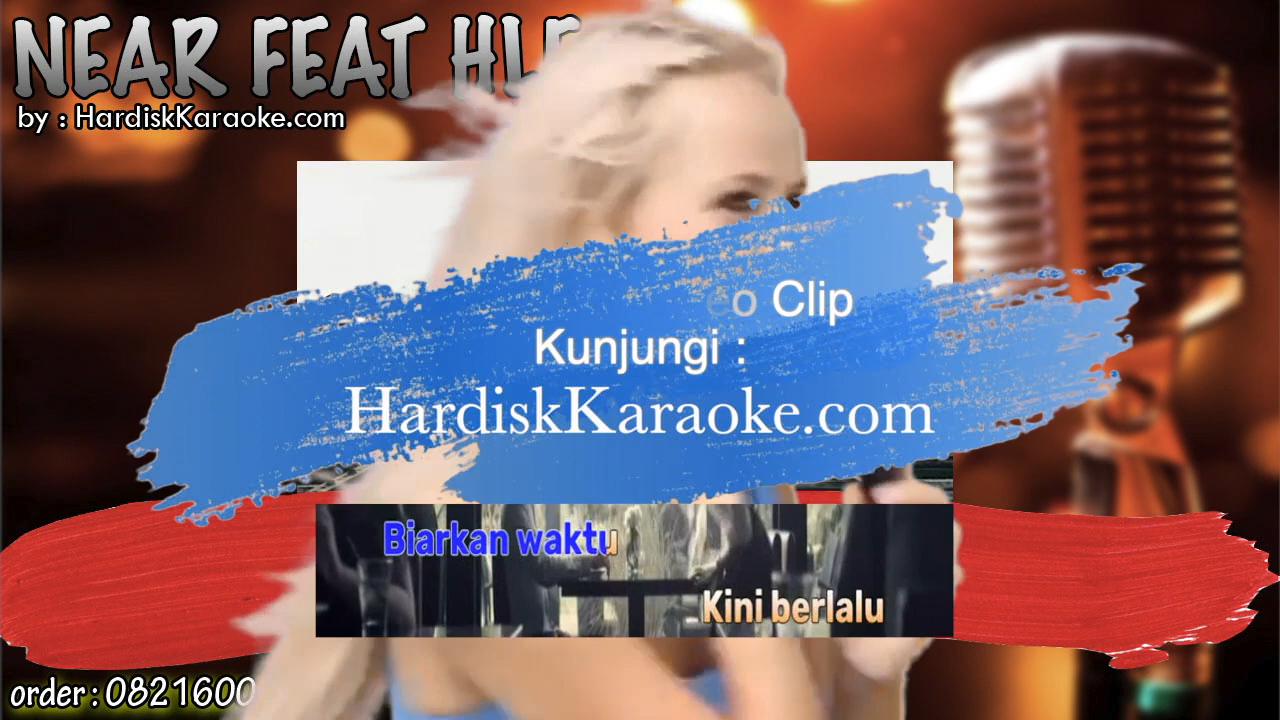 NEAR FEAT
by : HardiskKaraoke.com
Clip
Kunjungi :
HardiskKaraoke.com
Biarkan waktu
Kini berlalu
order : 0821600